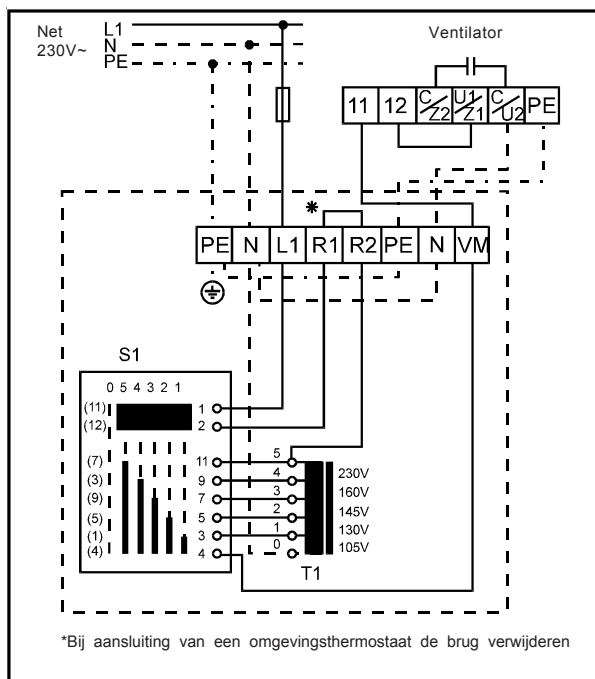 Net
230V~
L1
N
PE
Ventilator
11 12 C/Z2 U1/Z1 C/U2 PE
*
PE N L1 R1 R2 PE N VM
S1
0 5 4 3 2 1
(11) 1
(12) 2
(7) 11 5
(3) 9 4 230V
(9) 7 3 160V
(5) 5 2 145V
(1) 3 1 130V
(4) 4 0 105V
T1
*Bij aansluiting van een omgevingsthermostaat de brug verwijderen